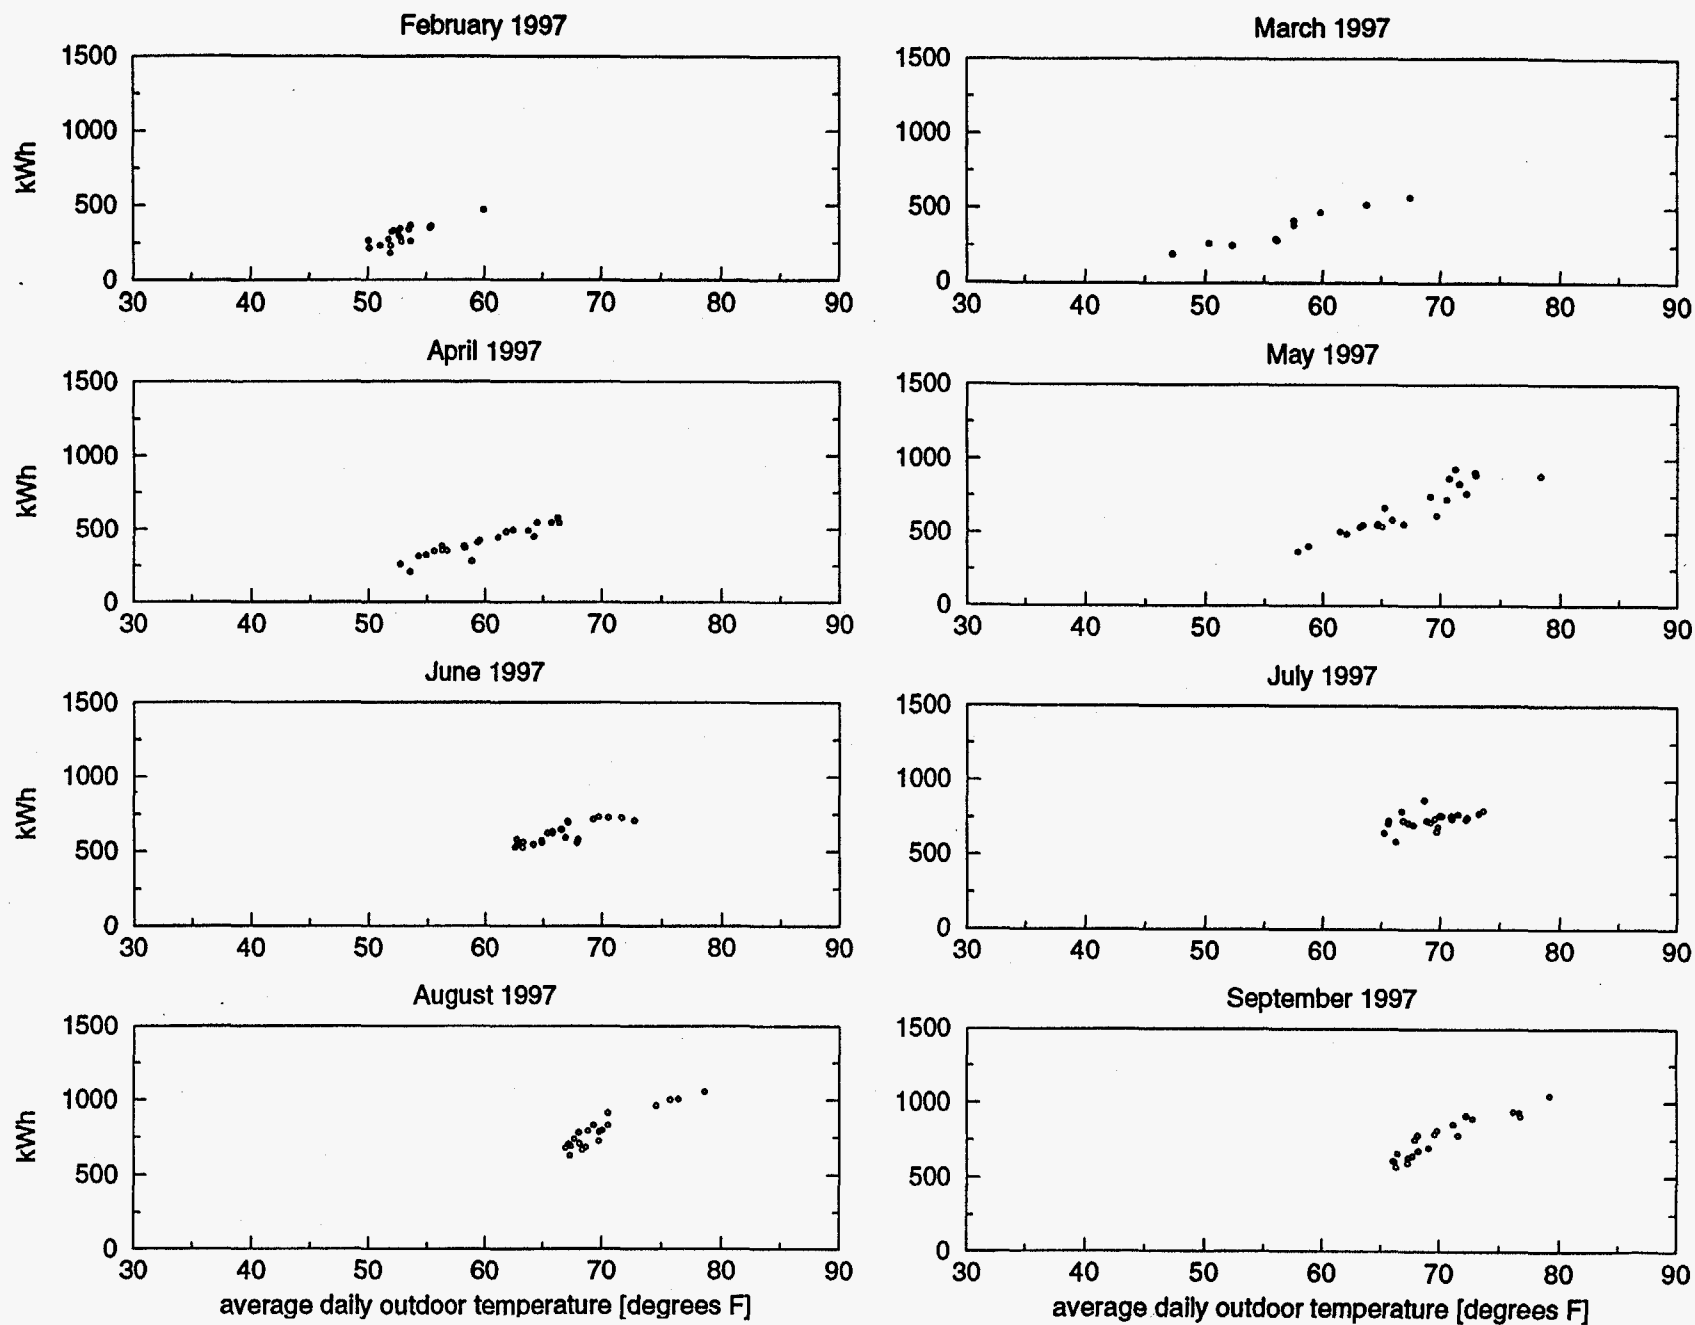 February 1997
1500
1000
500
0
kWh
30 40 50 60 70 80 90
March 1997
1500
1000
500
0
30 40 50 60 70 80 90
April 1997
1500
1000
500
0
kWh
30 40 50 60 70 80 90
May 1997
1500
1000
500
0
30 40 50 60 70 80 90
June 1997
1500
1000
500
0
kWh
30 40 50 60 70 80 90
July 1997
1500
1000
500
0
30 40 50 60 70 80 90
August 1997
1500
1000
500
0
kWh
30 40 50 60 70 80 90
average daily outdoor temperature [degrees F]
September 1997
1500
1000
500
0
30 40 50 60 70 80 90
average daily outdoor temperature [degrees F]